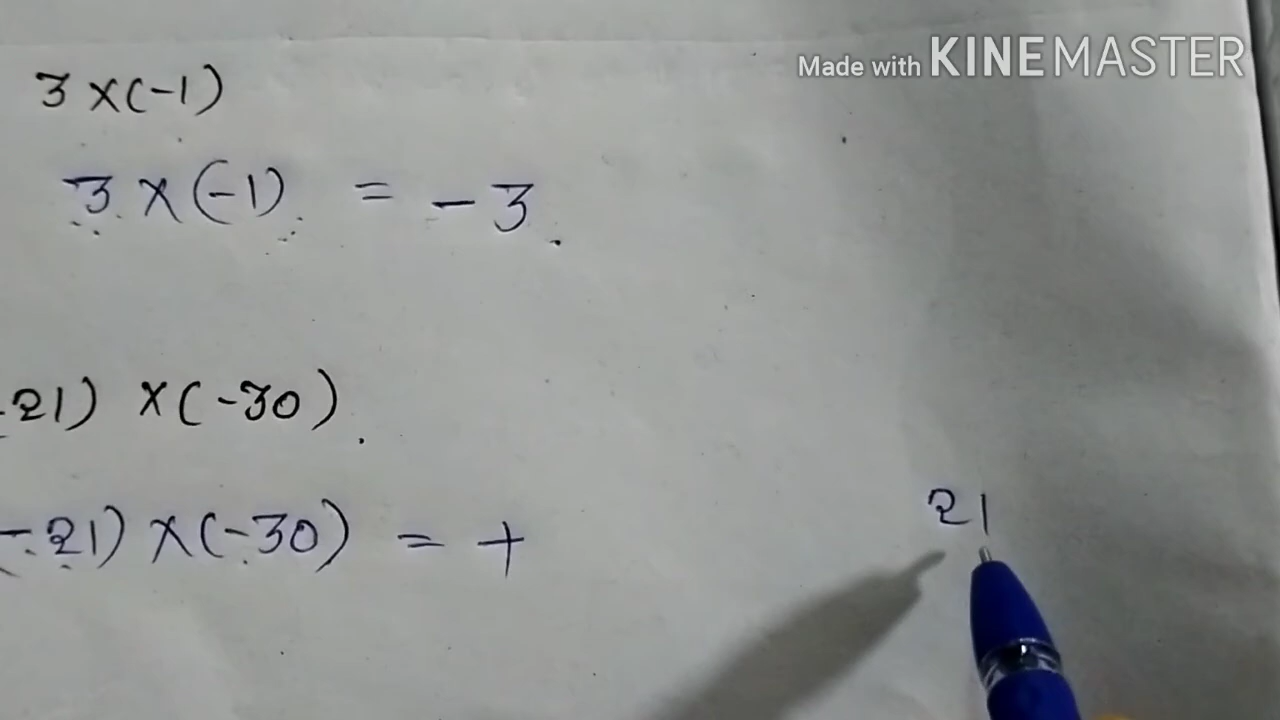 Made with KINEMASTER
3 x(-1)
3 x (-1) = -3.
-21) x(-30).
(-21) x (-30) = +
21